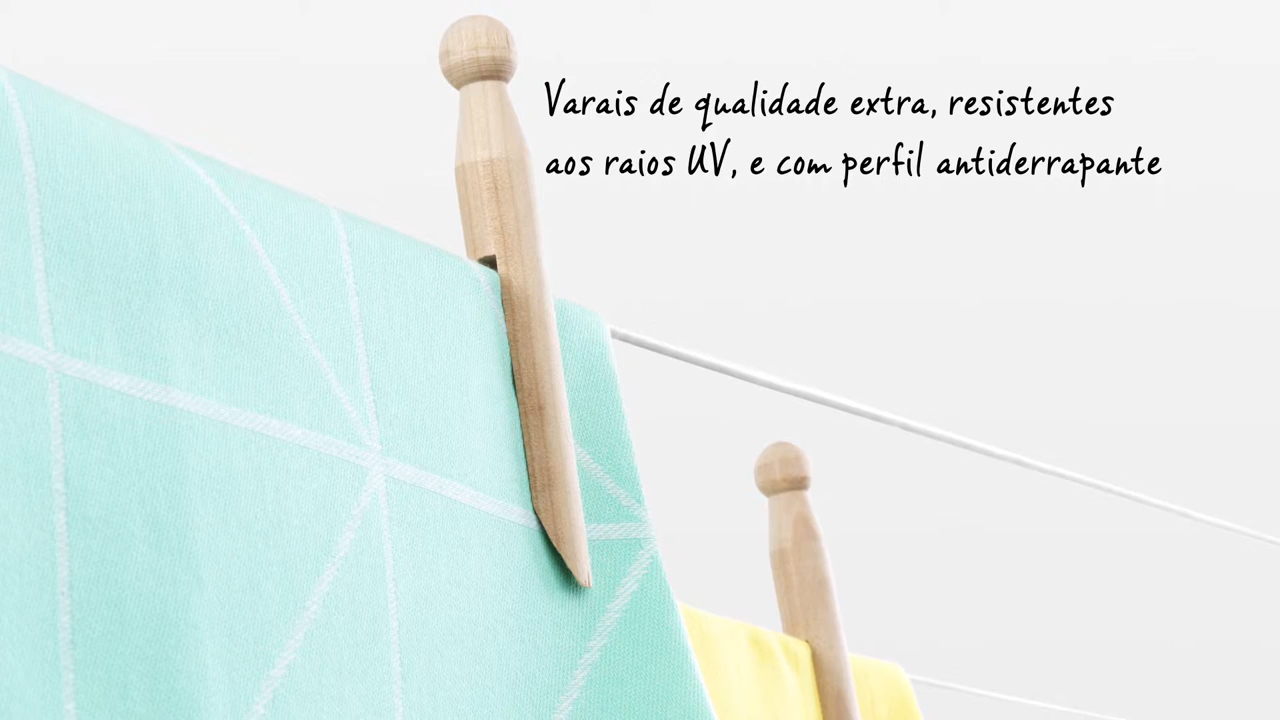 Varais de qualidade extra, resistentes
aos raios UV, e com perfil antiderrapante